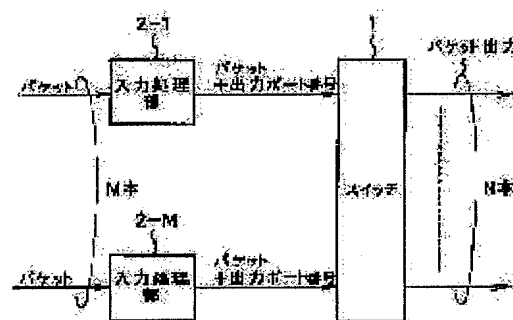 2-1
1
パケット出力
パケット
入力処理
部
パケット
+出力ポート番号
M本
スイッチ
N本
2-M
パケット
入力処理
部
パケット
+出力ポート番号